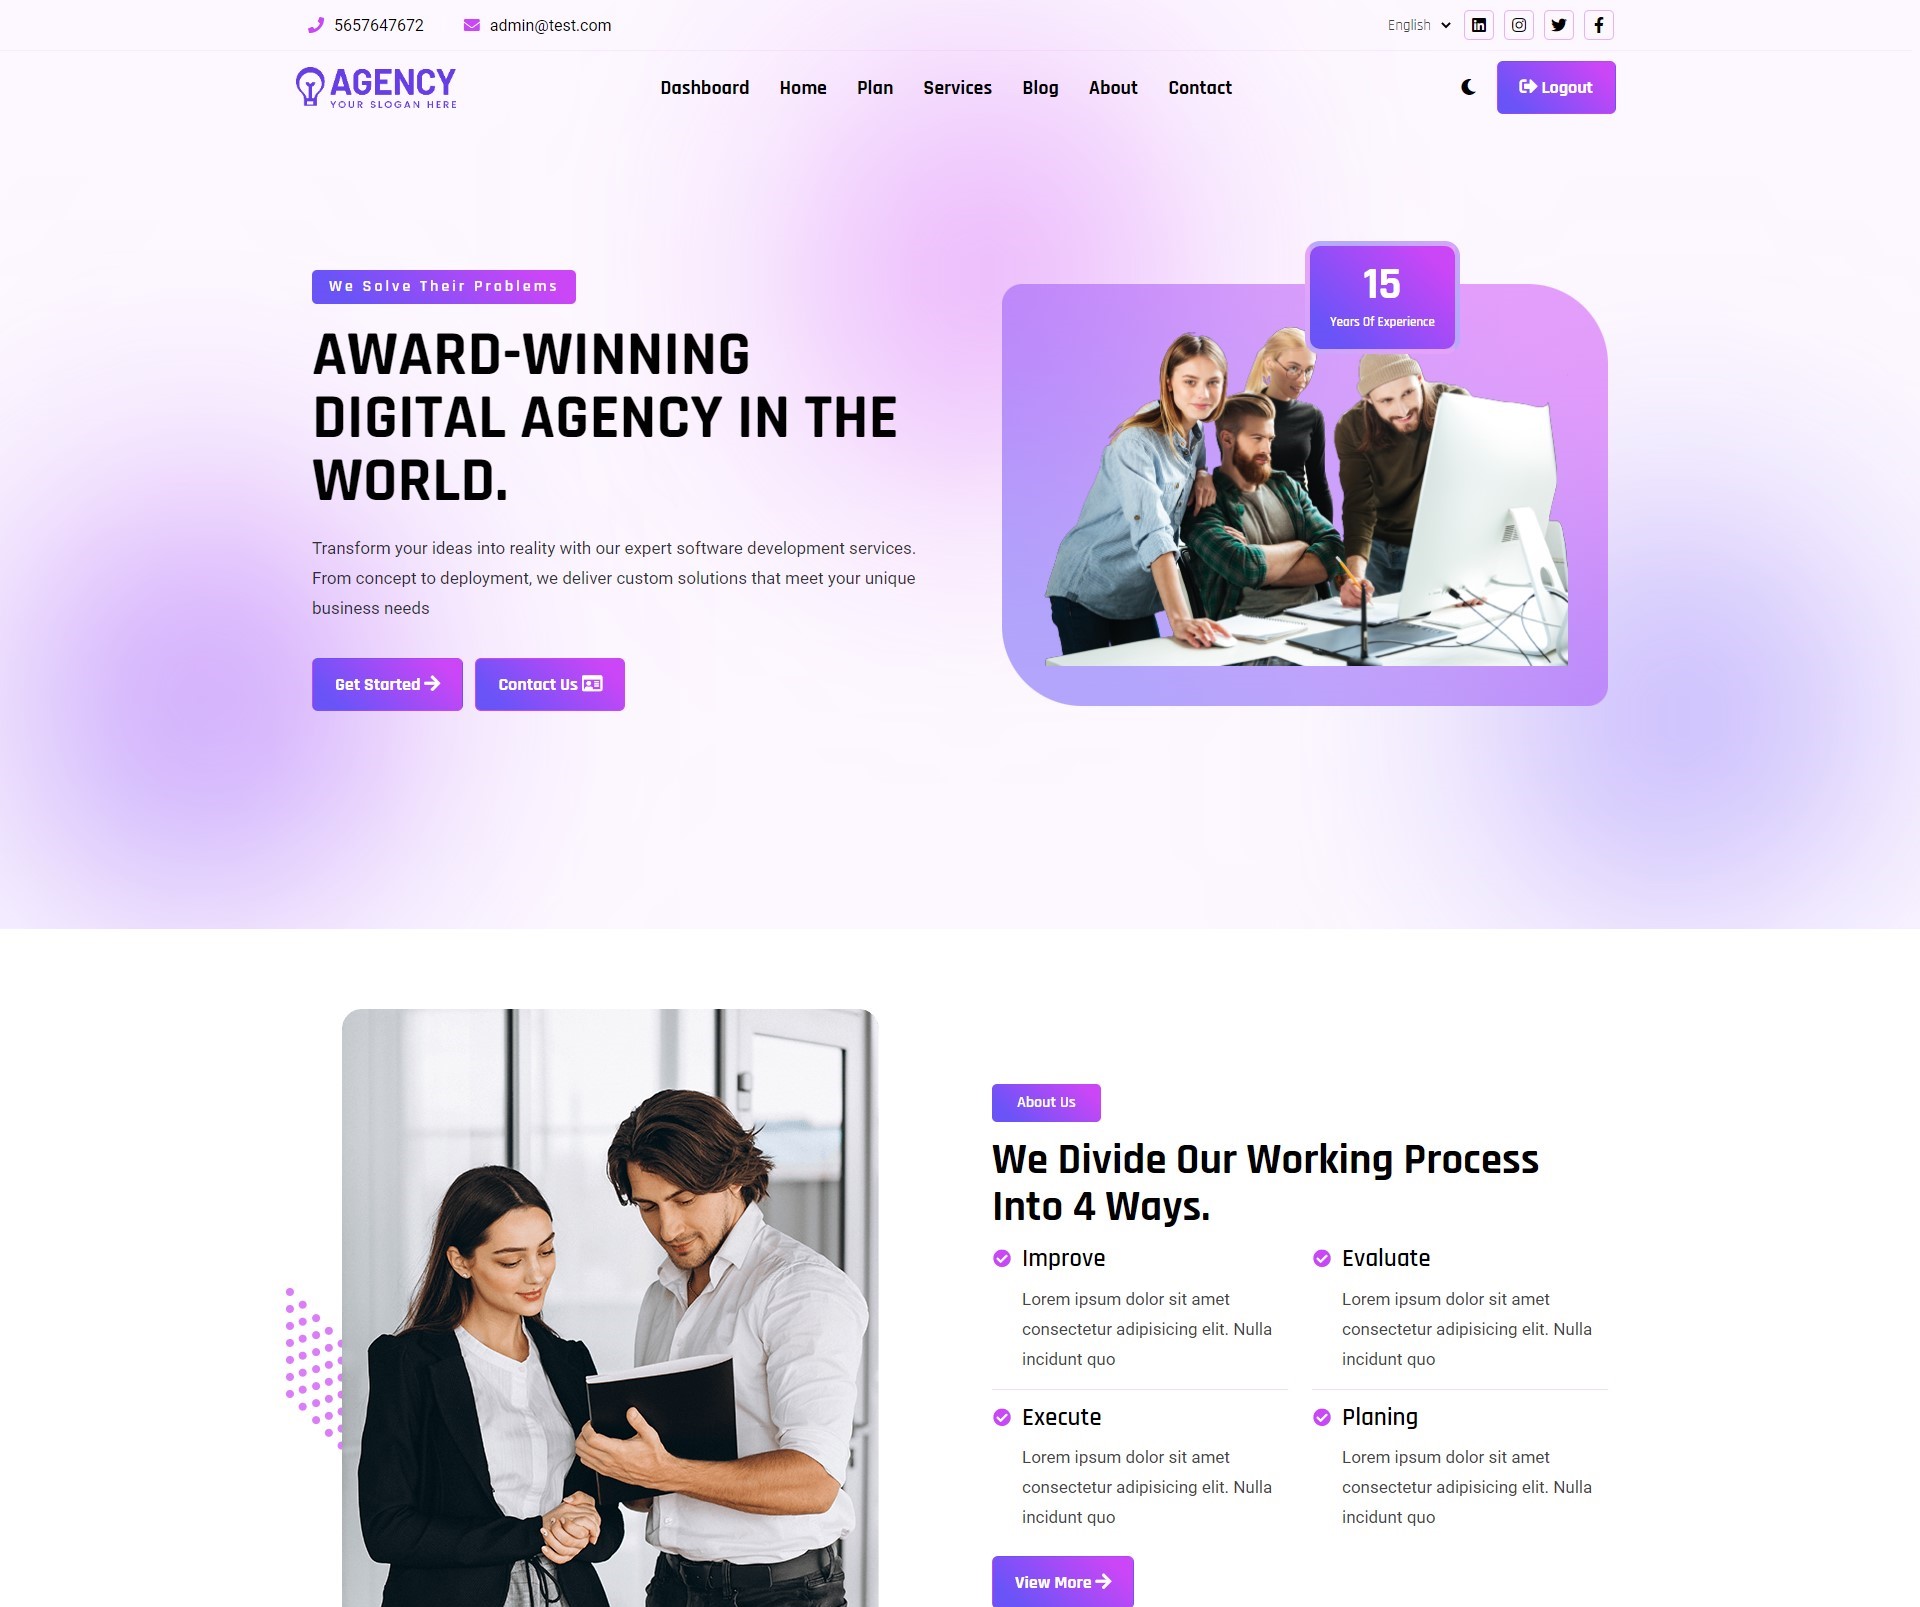 5657647672
admin@test.com
English
AGENCY
YOUR SLOGAN HERE
Dashboard
Home
Plan
Services
Blog
About
Contact
Logout
We Solve Their Problems
AWARD-WINNING
DIGITAL AGENCY IN THE
WORLD.
Transform your ideas into reality with our expert software development services.
From concept to deployment, we deliver custom solutions that meet your unique
business needs
Get Started
Contact Us
15
Years Of Experience
About Us
We Divide Our Working Process
Into 4 Ways.
Improve
Lorem ipsum dolor sit amet
consectetur adipisicing elit. Nulla
incidunt quo
Evaluate
Lorem ipsum dolor sit amet
consectetur adipisicing elit. Nulla
incidunt quo
Execute
Lorem ipsum dolor sit amet
consectetur adipisicing elit. Nulla
incidunt quo
Planing
Lorem ipsum dolor sit amet
consectetur adipisicing elit. Nulla
incidunt quo
View More